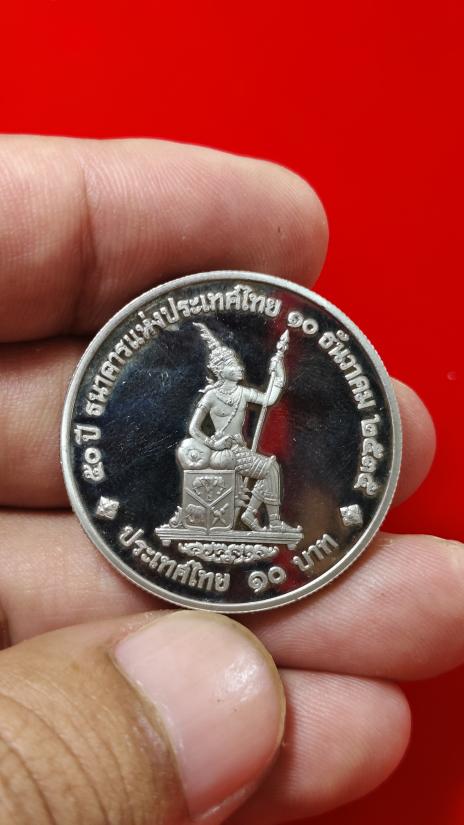 ๕๐ ปี ธนาคารแห่งประเทศไทย ๑๐ ธันวาคม ๒๕๓๕
ประเทศไทย ๑๐ บาท